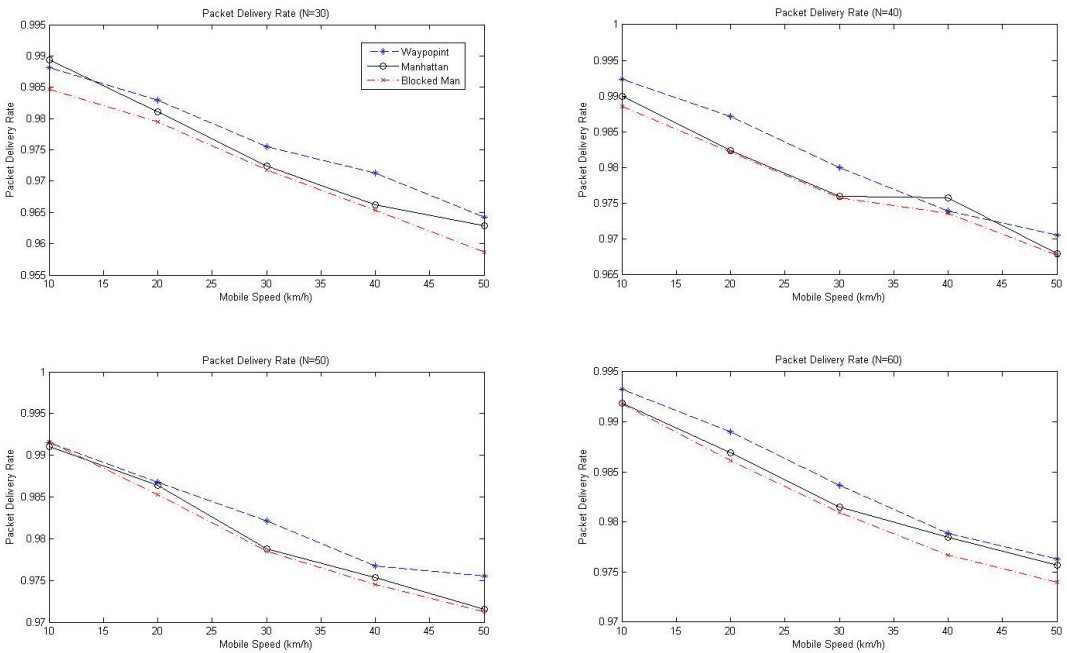 Packet Delivery Rate (N=30)
Packet Delivery Rate
0.995
0.99
0.985
0.98
0.975
0.97
0.965
0.96
0.955
10 15 20 25 30 35 40 45 50
Mobile Speed (km/h)
Waypopint
Manhattan
Blocked Man
Packet Delivery Rate (N=40)
Packet Delivery Rate
1
0.995
0.99
0.985
0.98
0.975
0.97
0.965
10 15 20 25 30 35 40 45 50
Mobile Speed (km/h)
Packet Delivery Rate (N=50)
Packet Delivery Rate
1
0.995
0.99
0.985
0.98
0.975
0.97
10 15 20 25 30 35 40 45 50
Mobile Speed (km/h)
Packet Delivery Rate (N=60)
Packet Delivery Rate
0.995
0.99
0.985
0.98
0.975
0.97
10 15 20 25 30 35 40 45 50
Mobile Speed (km/h)